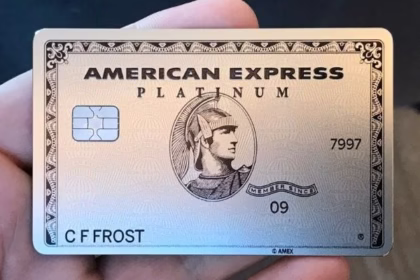 AMERICAN EXPRESS
PLATINUM
7997
MEMBER SINCE
09
C F FROST
®
© AMEX